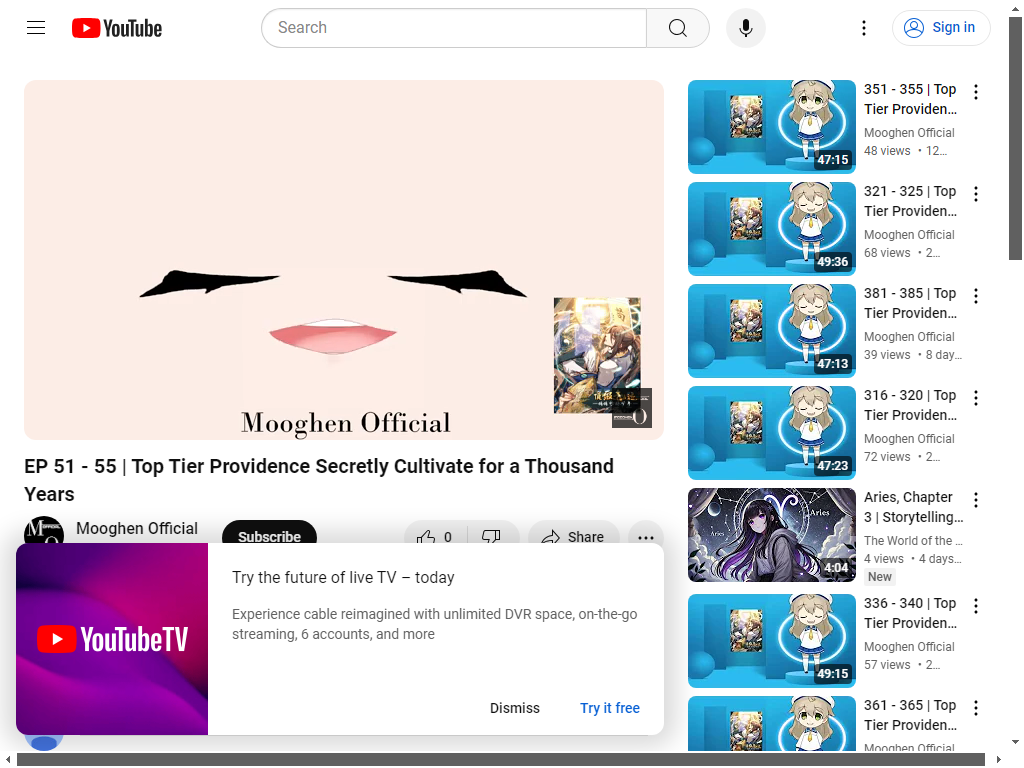 YouTube
Search
Sign in
Mooghen Official
EP 51 - 55 | Top Tier Providence Secretly Cultivate for a Thousand
Years
Mooghen Official
Subscribe
0
Share
YouTubeTV
Try the future of live TV – today
Experience cable reimagined with unlimited DVR space, on-the-go
streaming, 6 accounts, and more
Dismiss
Try it free
351 - 355 | Top
Tier Providen...
Mooghen Official
48 views • 12...
47:15
321 - 325 | Top
Tier Providen...
Mooghen Official
68 views • 2...
49:36
381 - 385 | Top
Tier Providen...
Mooghen Official
39 views • 8 day...
47:13
316 - 320 | Top
Tier Providen...
Mooghen Official
72 views • 2...
47:23
Aries, Chapter
3 | Storytelling...
The World of the ...
4 views • 4 days...
New
Aries
Aries
4:04
336 - 340 | Top
Tier Providen...
Mooghen Official
57 views • 2...
49:15
361 - 365 | Top
Tier Providen...
Mooghen Official